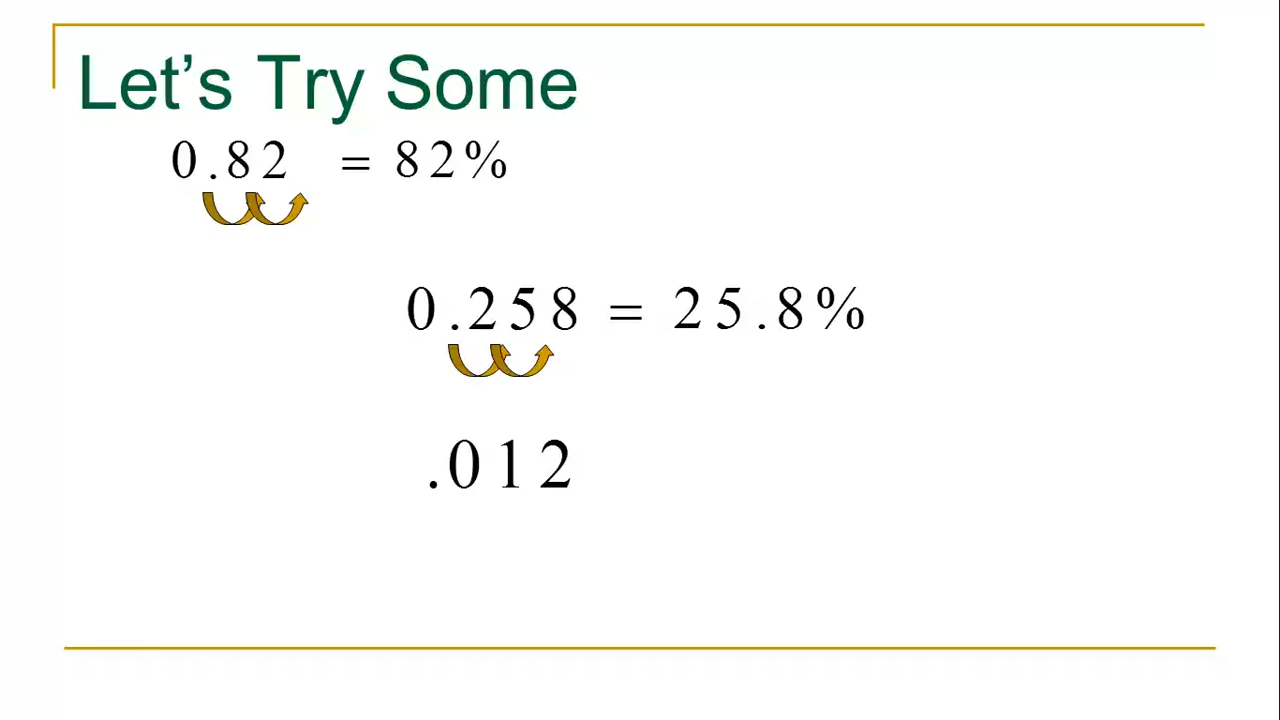 Let’s Try Some
0.82 = 82%
0.258 = 25.8%
.012